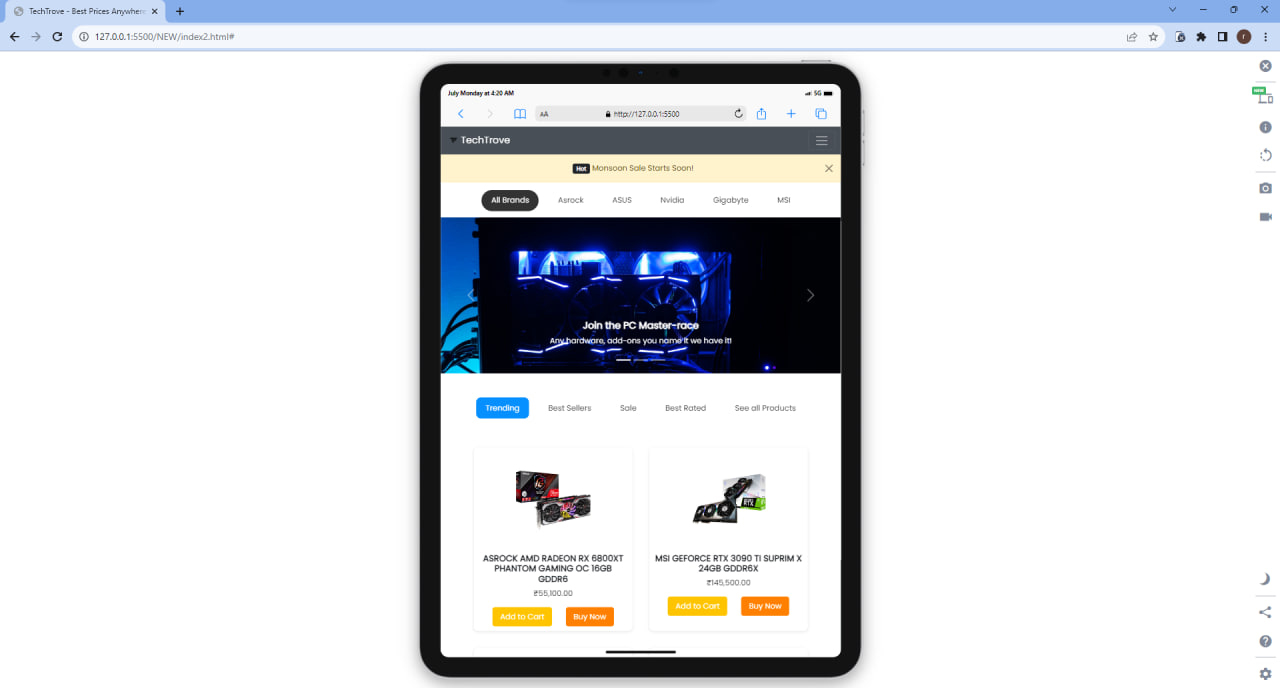 TechTrove - Best Prices Anywhere
127.0.0.1:5500/NEW/index2.html#
r
NEW
July Monday at 4:20 AM
5G
AA
http://127.0.0.1:5500
TechTrove
Hot Monsoon Sale Starts Soon!
All Brands Asrock ASUS Nvidia Gigabyte MSI
Join the PC Master-race
Any hardware, add-ons you name it we have it!
Trending Best Sellers Sale Best Rated See all Products
ASROCK AMD RADEON RX 6800XT
PHANTOM GAMING OC 16GB
GDDR6
₹55,100.00
Add to Cart Buy Now
RTX
MSI GEFORCE RTX 3090 TI SUPRIM X
24GB GDDR6X
₹145,500.00
Add to Cart Buy Now